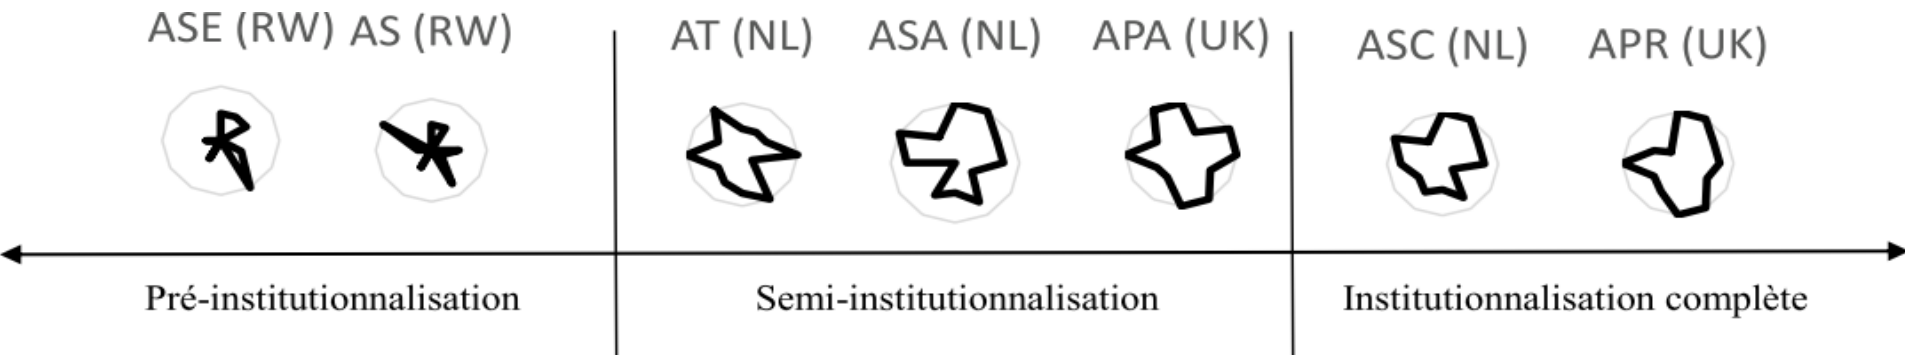 ASE (RW) AS (RW) AT (NL) ASA (NL) APA (UK) ASC (NL) APR (UK)
Pré-institutionnalisation Semi-institutionnalisation Institutionnalisation complète